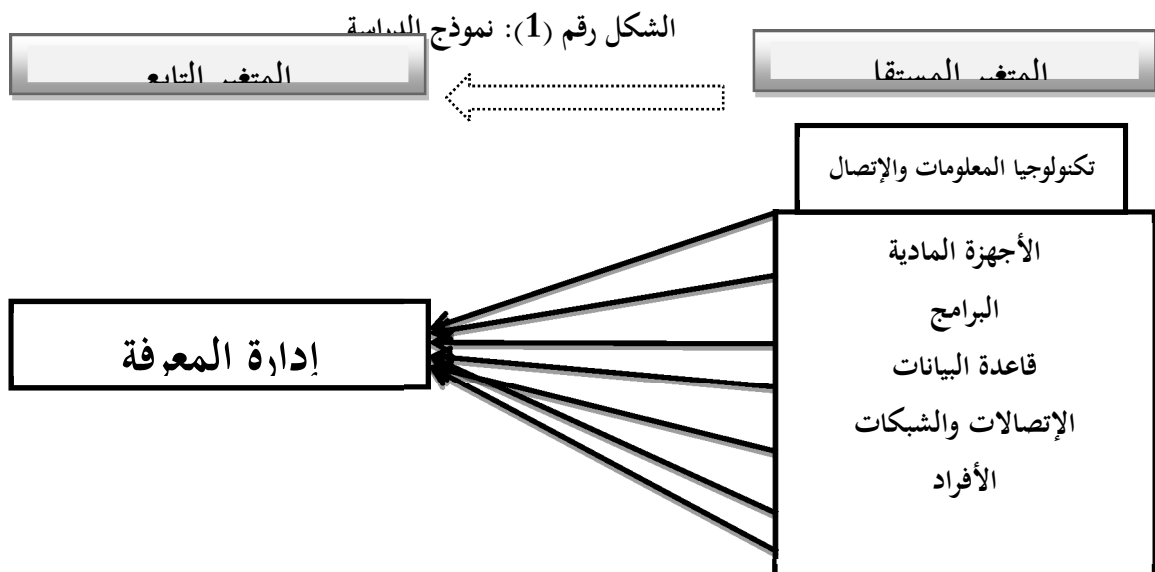 الشكل رقم (1): نموذج الدراسة
المتغير المستقل
المتغير التابع
تكنولوجيا المعلومات والإتصال
الأجهزة المادية
البرامج
قاعدة البيانات
الإتصالات والشبكات
الأفراد
إدارة المعرفة